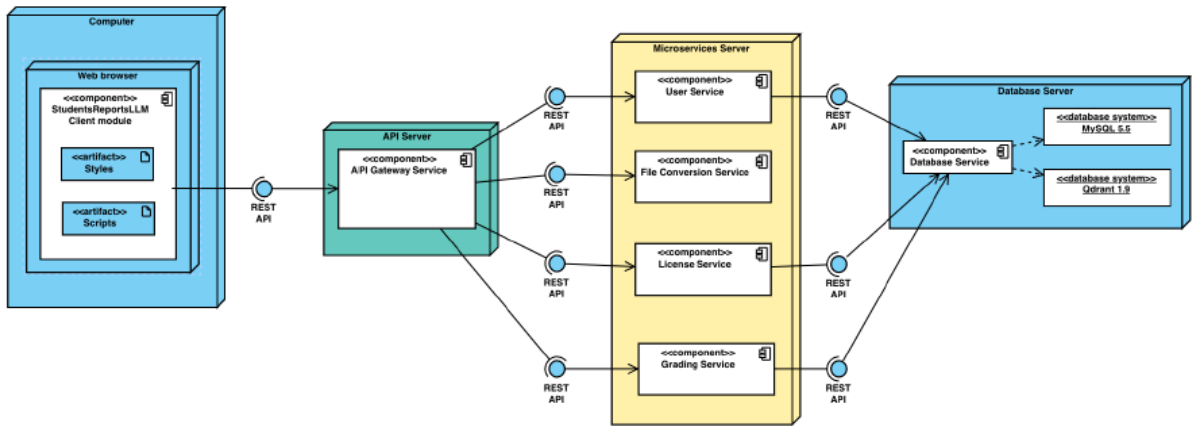 Computer
Web browser
<<component>>
StudentsReportsLLM
Client module
<<artifact>>
Styles
<<artifact>>
Scripts
REST
API
API Server
<<component>>
API Gateway Service
REST
API
REST
API
REST
API
REST
API
Microservices Server
<<component>>
User Service
<<component>>
File Conversion Service
<<component>>
License Service
<<component>>
Grading Service
REST
API
REST
API
REST
API
Database Server
<<component>>
Database Service
<<database system>>
MySQL 5.5
<<database system>>
Qdrant 1.9